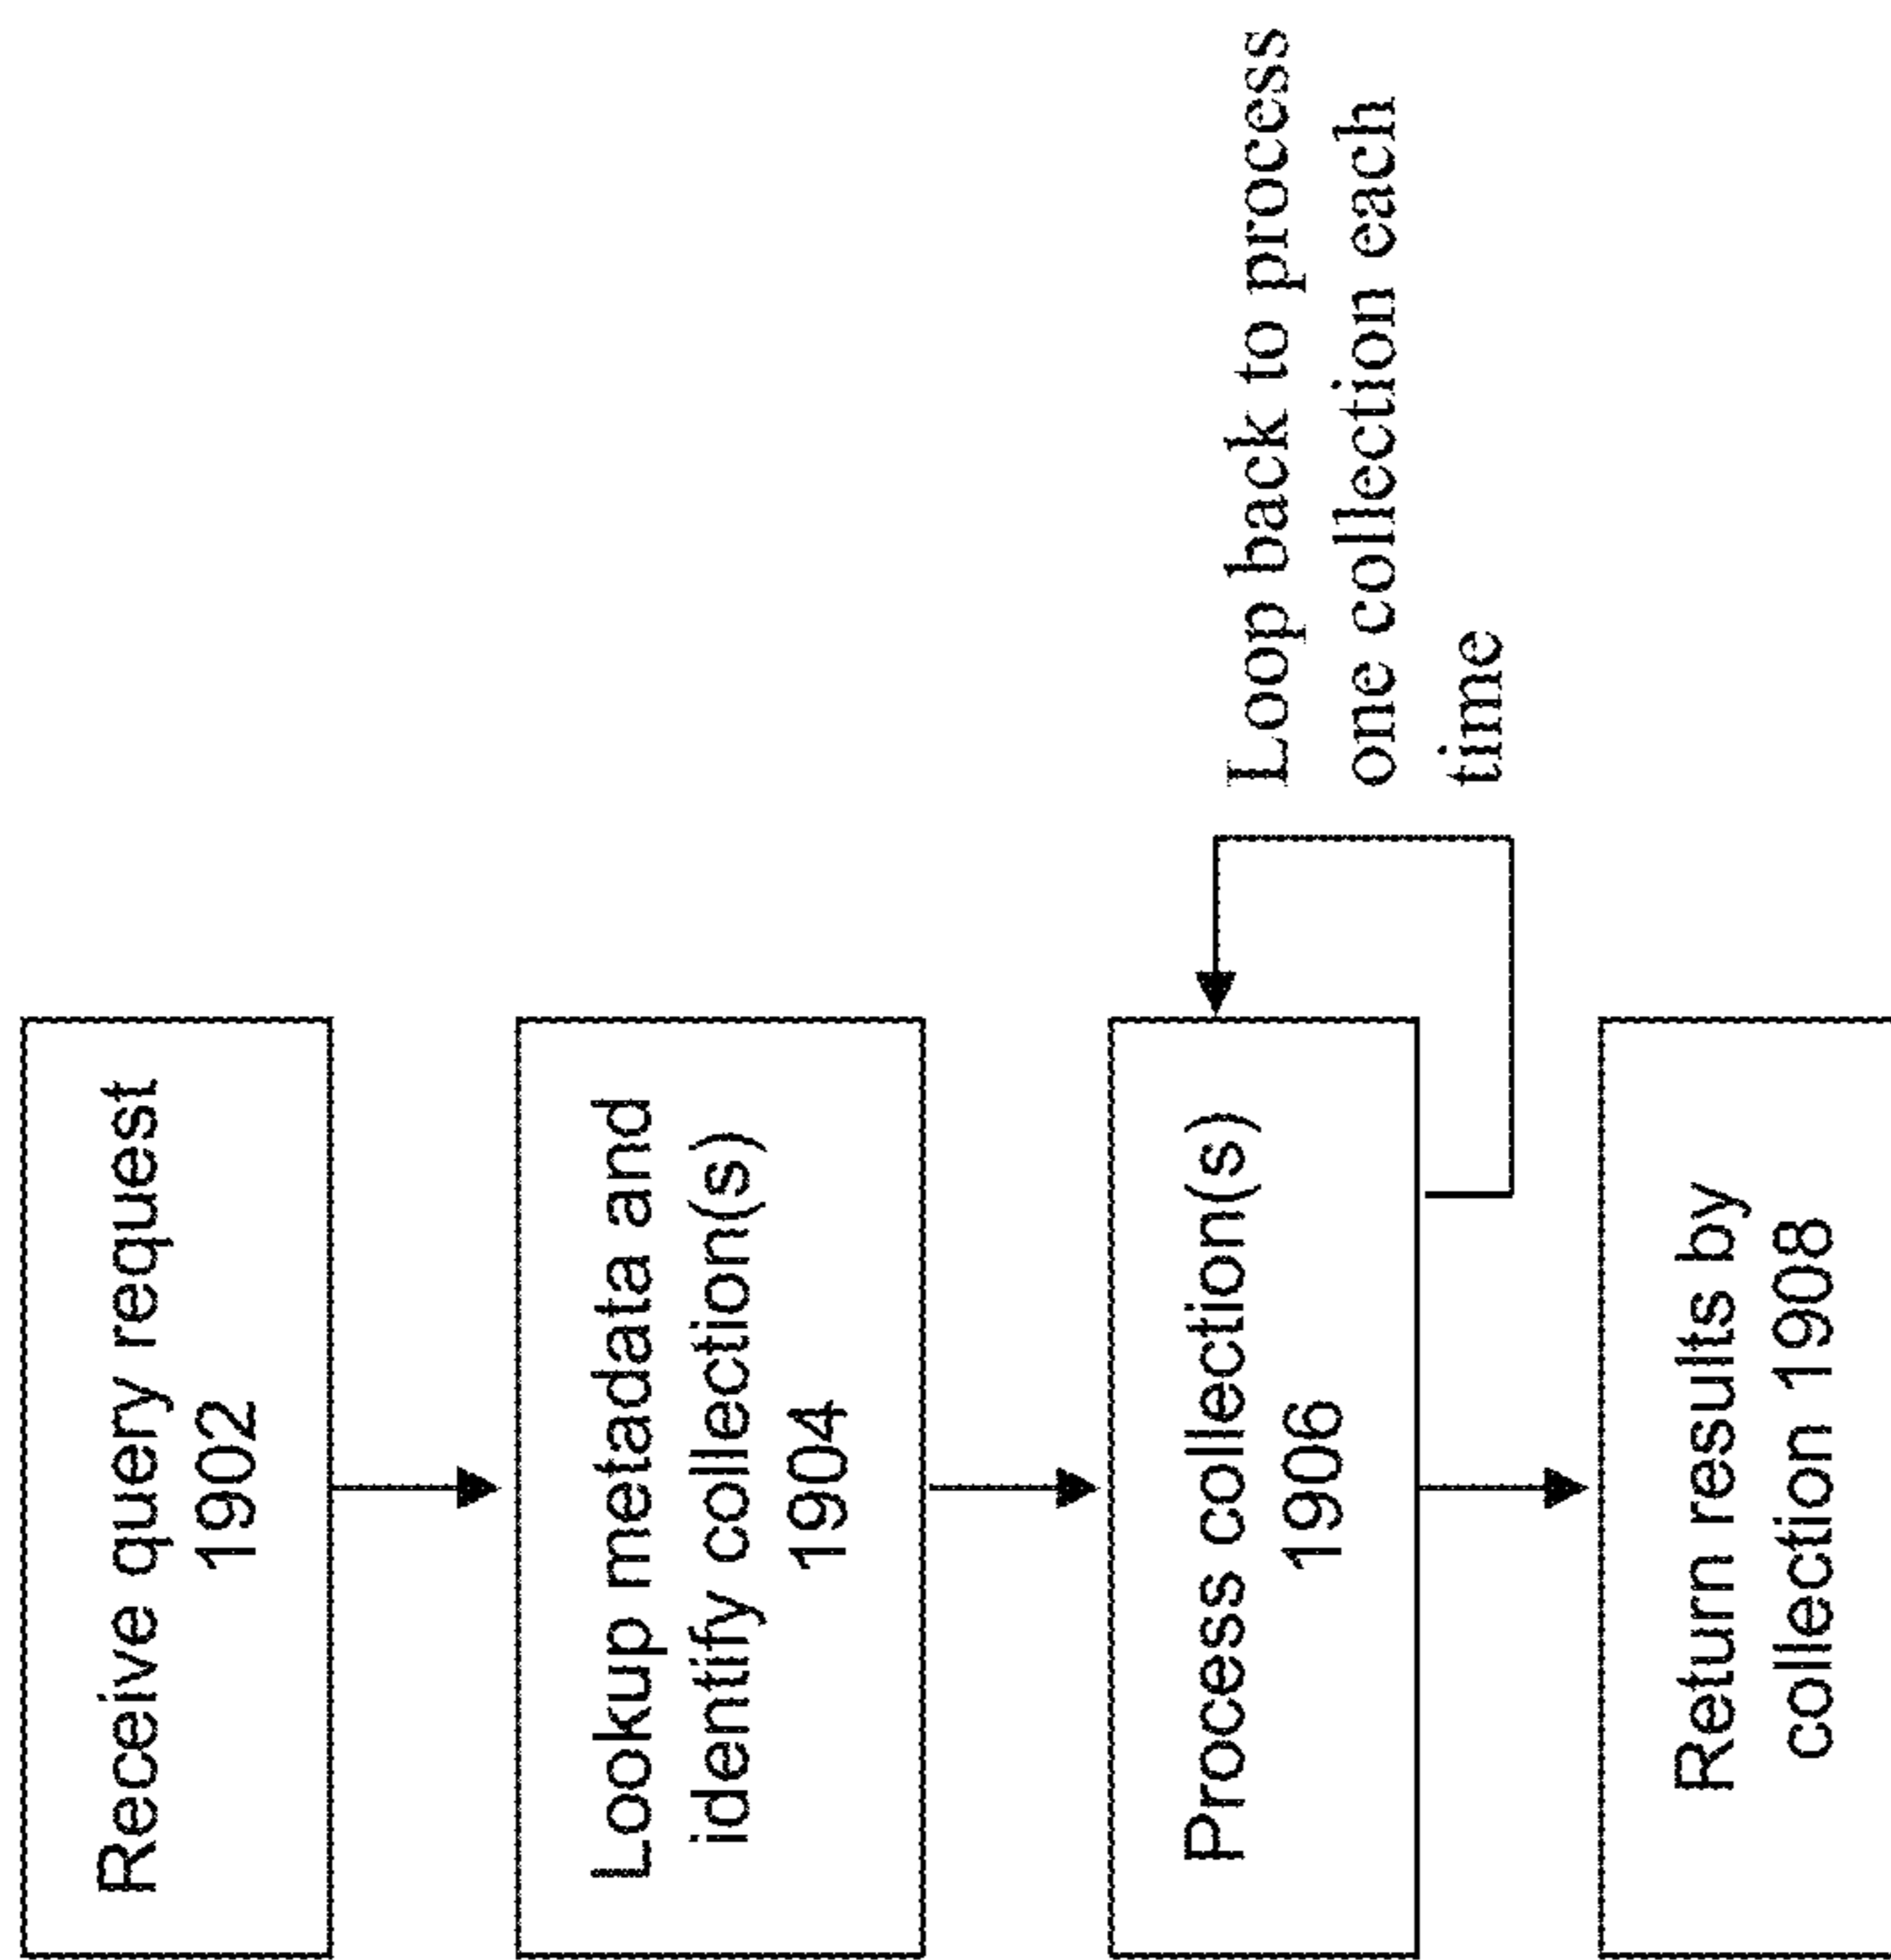 Receive query request
1902
Lookup metadata and
identify collection(s)
1904
Process collection(s)
1906
Loop back to process
one collection each
time
Return results by
collection 1908